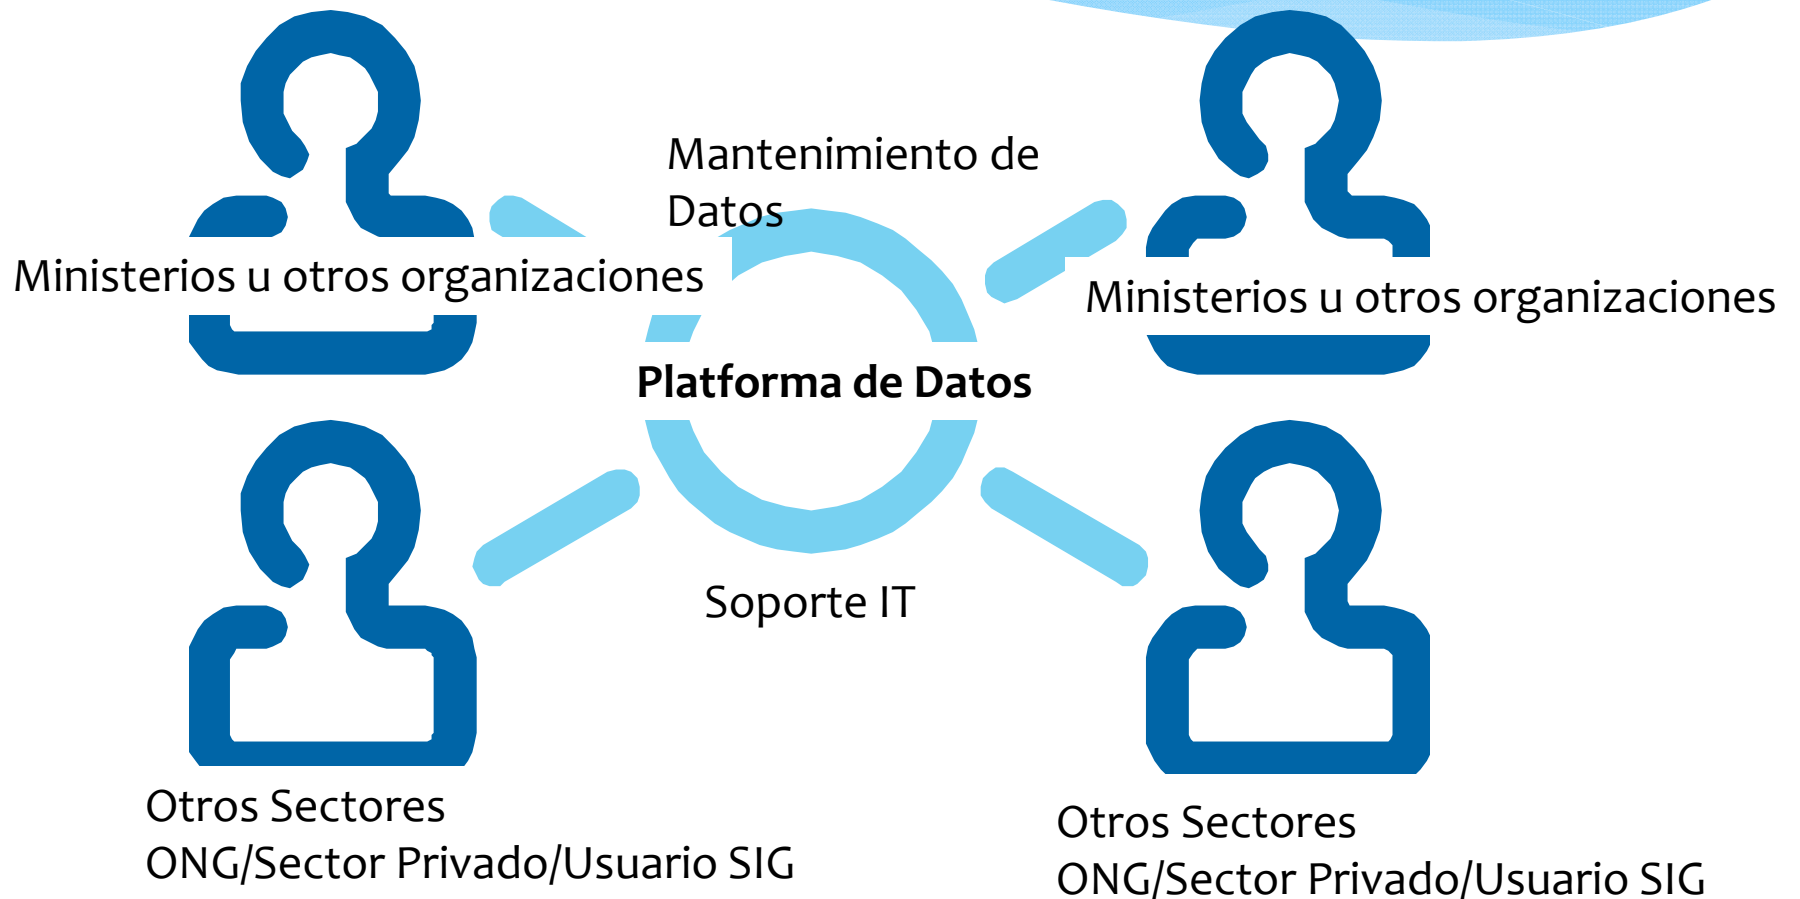 Mantenimiento de
Datos
Ministerios u otros organizaciones
Ministerios u otros organizaciones
Platforma de Datos
Soporte IT
Otros Sectores
ONG/Sector Privado/Usuario SIG
Otros Sectores
ONG/Sector Privado/Usuario SIG